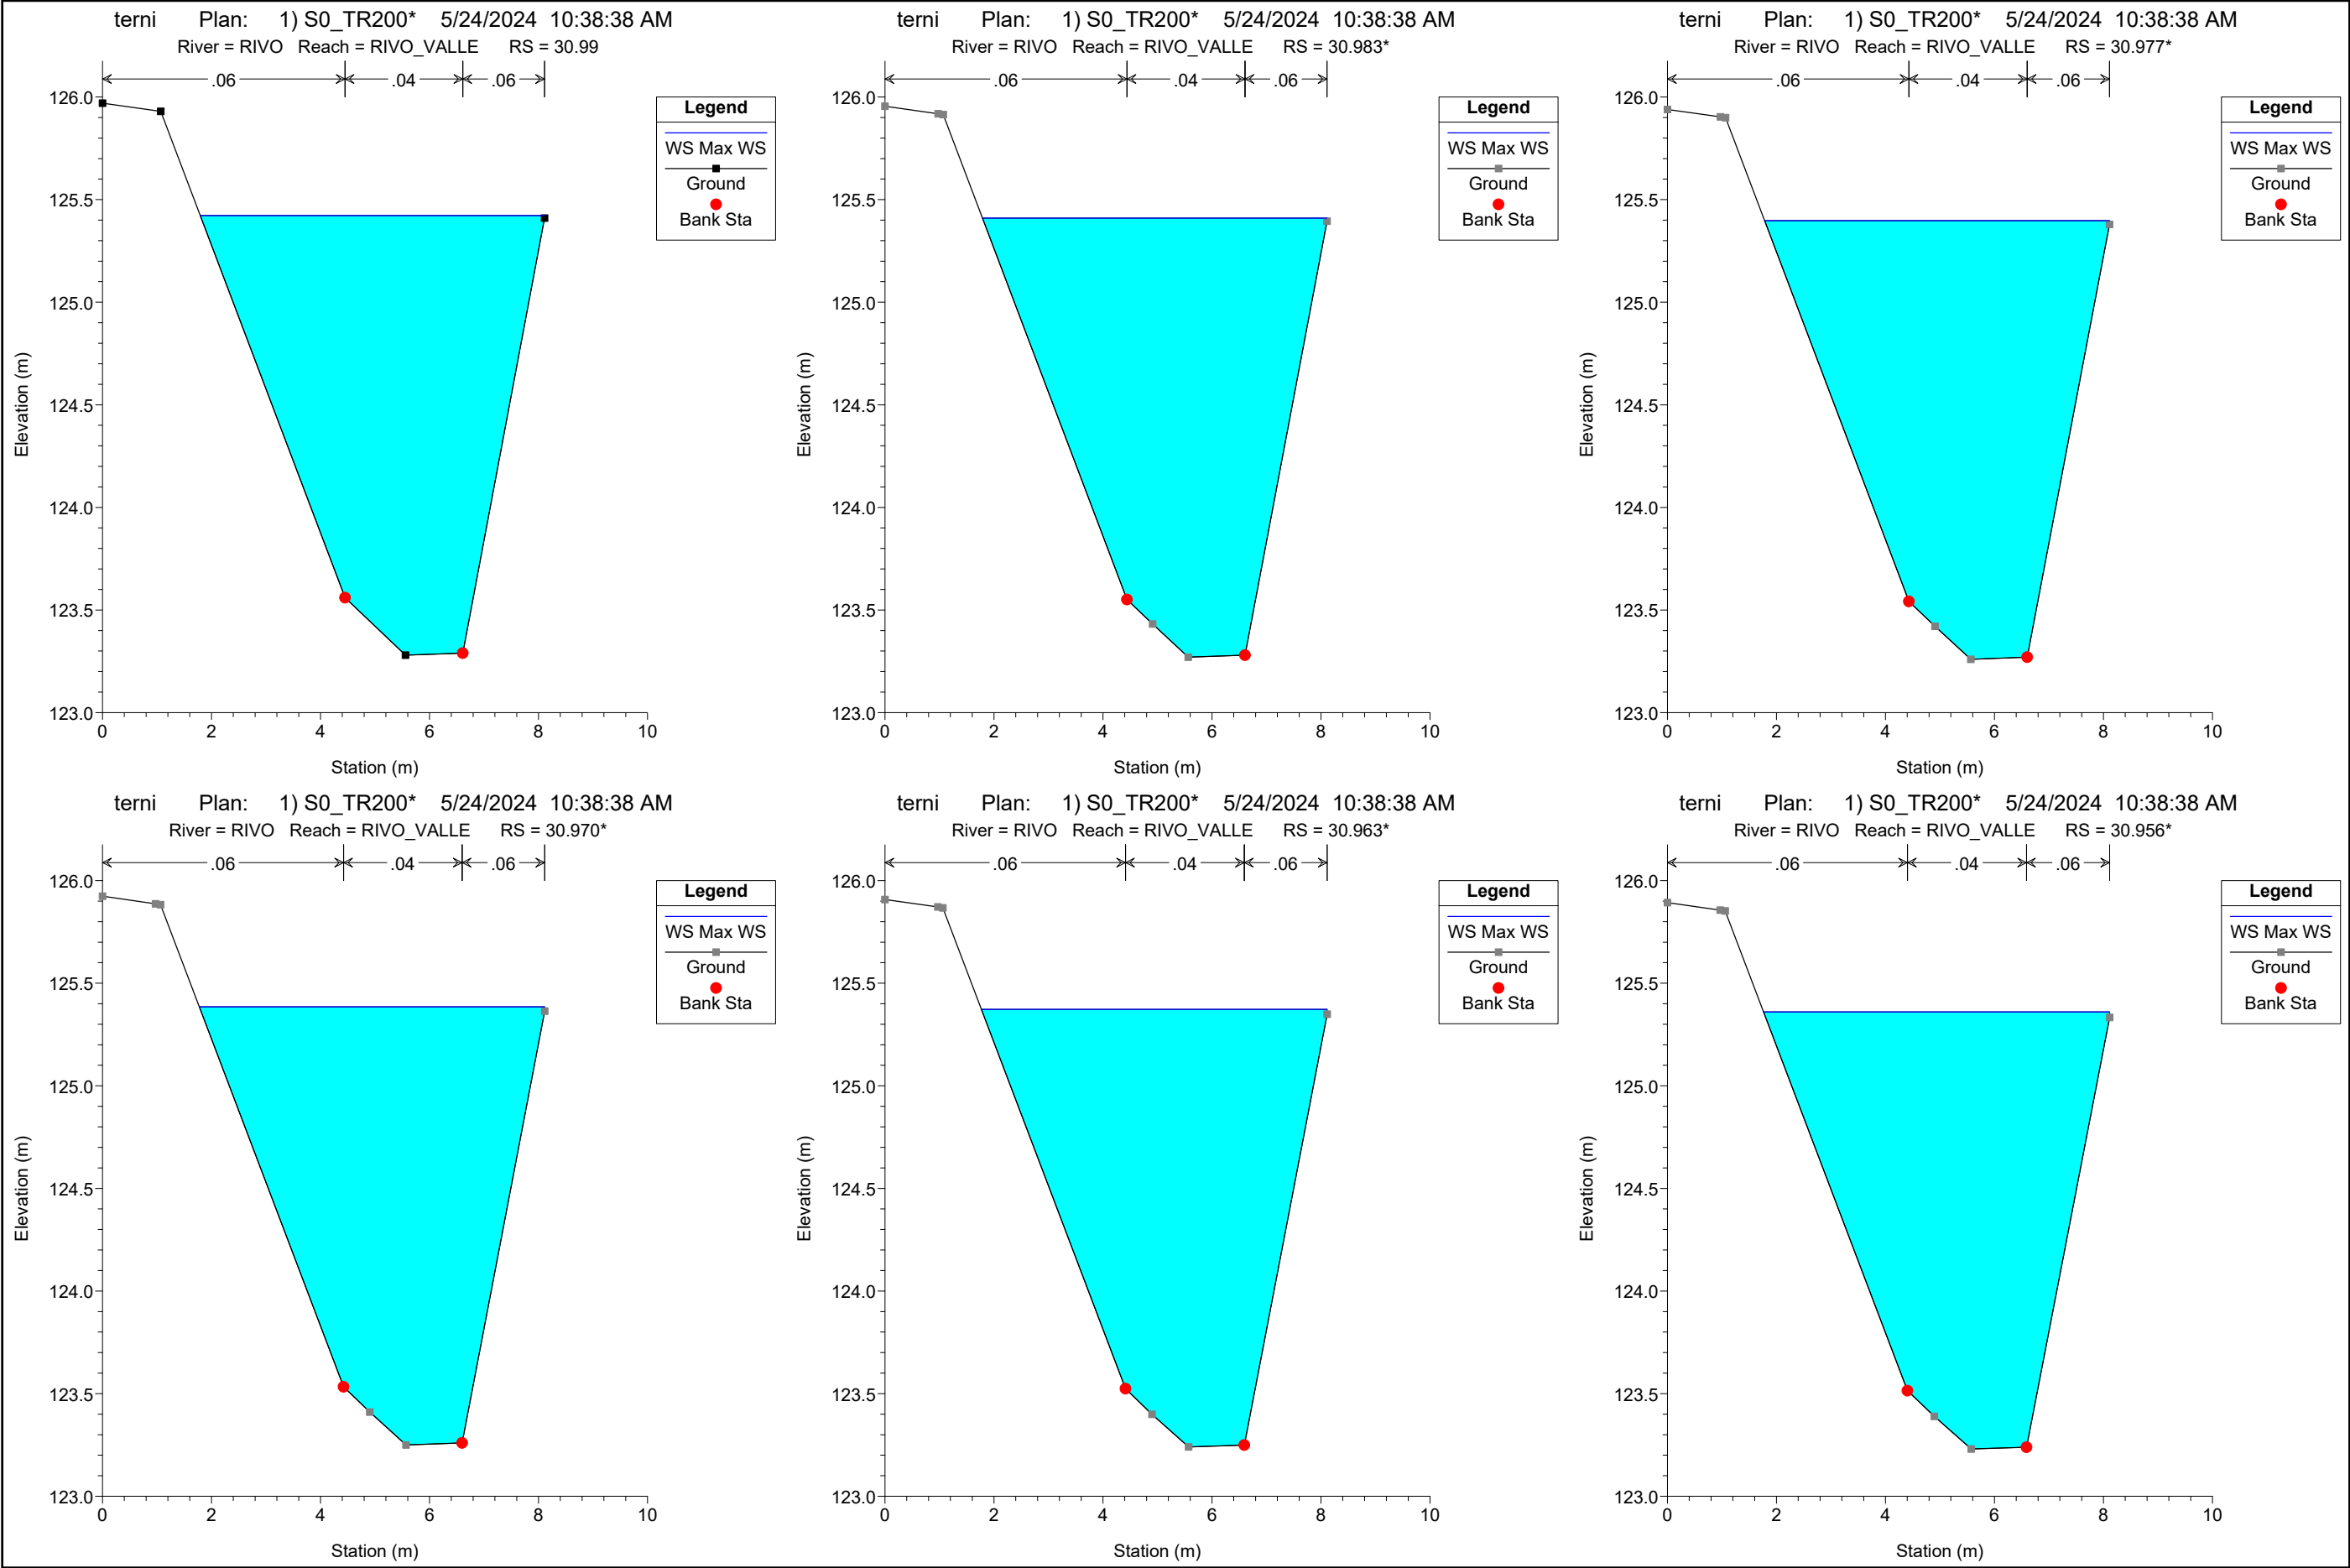 terni Plan: 1) S0_TR200* 5/24/2024 10:38:38 AM
River = RIVO Reach = RIVO_VALLE RS = 30.99
.06 .04 .06
126.0
125.5
125.0
124.5
124.0
123.5
123.0
0 2 4 6 8 10
Station (m)
Elevation (m)
Legend
WS Max WS
Ground
Bank Sta
terni Plan: 1) S0_TR200* 5/24/2024 10:38:38 AM
River = RIVO Reach = RIVO_VALLE RS = 30.983*
.06 .04 .06
126.0
125.5
125.0
124.5
124.0
123.5
123.0
0 2 4 6 8 10
Station (m)
Elevation (m)
Legend
WS Max WS
Ground
Bank Sta
terni Plan: 1) S0_TR200* 5/24/2024 10:38:38 AM
River = RIVO Reach = RIVO_VALLE RS = 30.977*
.06 .04 .06
126.0
125.5
125.0
124.5
124.0
123.5
123.0
0 2 4 6 8 10
Station (m)
Elevation (m)
Legend
WS Max WS
Ground
Bank Sta
terni Plan: 1) S0_TR200* 5/24/2024 10:38:38 AM
River = RIVO Reach = RIVO_VALLE RS = 30.970*
.06 .04 .06
126.0
125.5
125.0
124.5
124.0
123.5
123.0
0 2 4 6 8 10
Station (m)
Elevation (m)
Legend
WS Max WS
Ground
Bank Sta
terni Plan: 1) S0_TR200* 5/24/2024 10:38:38 AM
River = RIVO Reach = RIVO_VALLE RS = 30.963*
.06 .04 .06
126.0
125.5
125.0
124.5
124.0
123.5
123.0
0 2 4 6 8 10
Station (m)
Elevation (m)
Legend
WS Max WS
Ground
Bank Sta
terni Plan: 1) S0_TR200* 5/24/2024 10:38:38 AM
River = RIVO Reach = RIVO_VALLE RS = 30.956*
.06 .04 .06
126.0
125.5
125.0
124.5
124.0
123.5
123.0
0 2 4 6 8 10
Station (m)
Elevation (m)
Legend
WS Max WS
Ground
Bank Sta